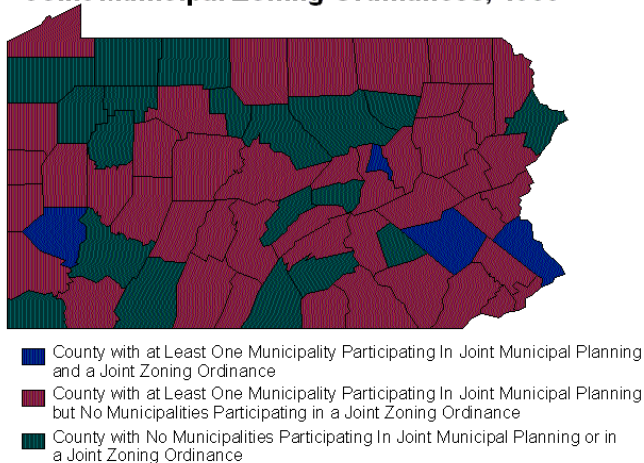 County with at Least One Municipality Participating In Joint Municipal Planning
and a Joint Zoning Ordinance
County with at Least One Municipality Participating In Joint Municipal Planning
but No Municipalities Participating in a Joint Zoning Ordinance
County with No Municipalities Participating In Joint Municipal Planning or in
a Joint Zoning Ordinance